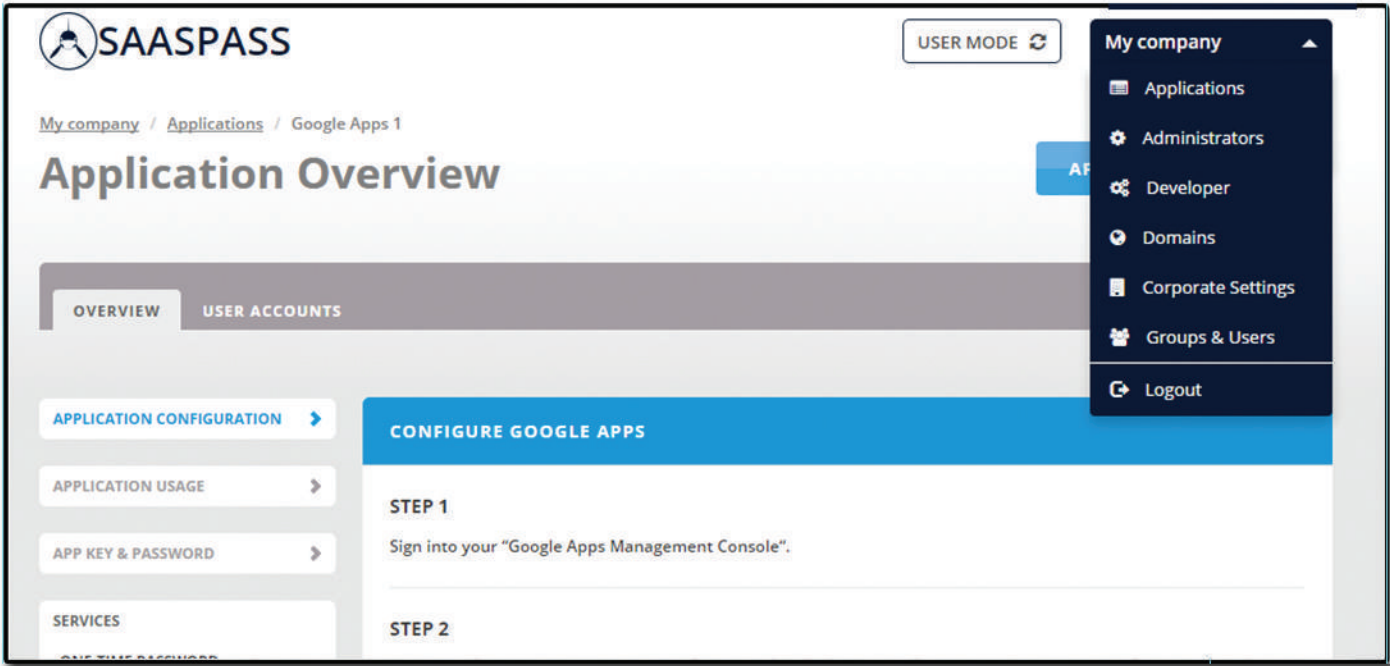 SAASPASS
USER MODE
My company
Applications
Administrators
Developer
Domains
Corporate Settings
Groups & Users
Logout
My company / Applications / Google Apps 1
Application Overview
OVERVIEW
USER ACCOUNTS
APPLICATION CONFIGURATION
APPLICATION USAGE
APP KEY & PASSWORD
SERVICES
CONFIGURE GOOGLE APPS
STEP 1
Sign into your “Google Apps Management Console“.
STEP 2